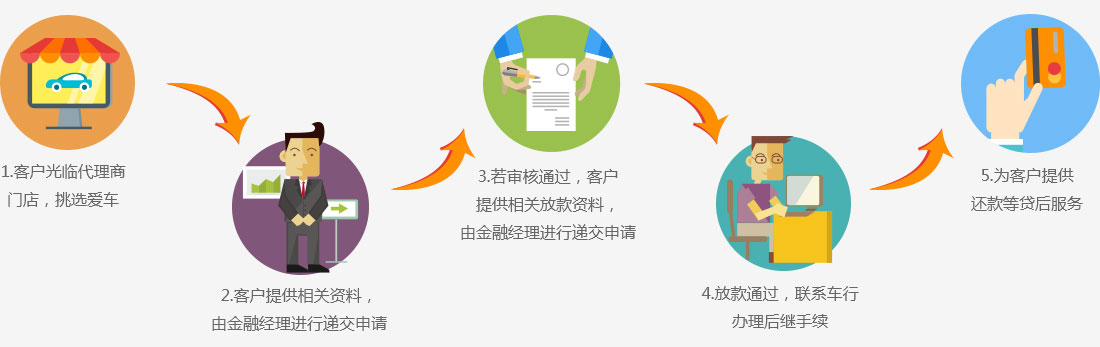 1.客户光临代理商
门店，挑选爱车
2.客户提供相关资料，
由金融经理进行递交申请
3.若审核通过，客户
提供相关放款资料，
由金融经理进行递交申请
4.放款通过，联系车行
办理后继手续
5.为客户提供
还款等贷后服务